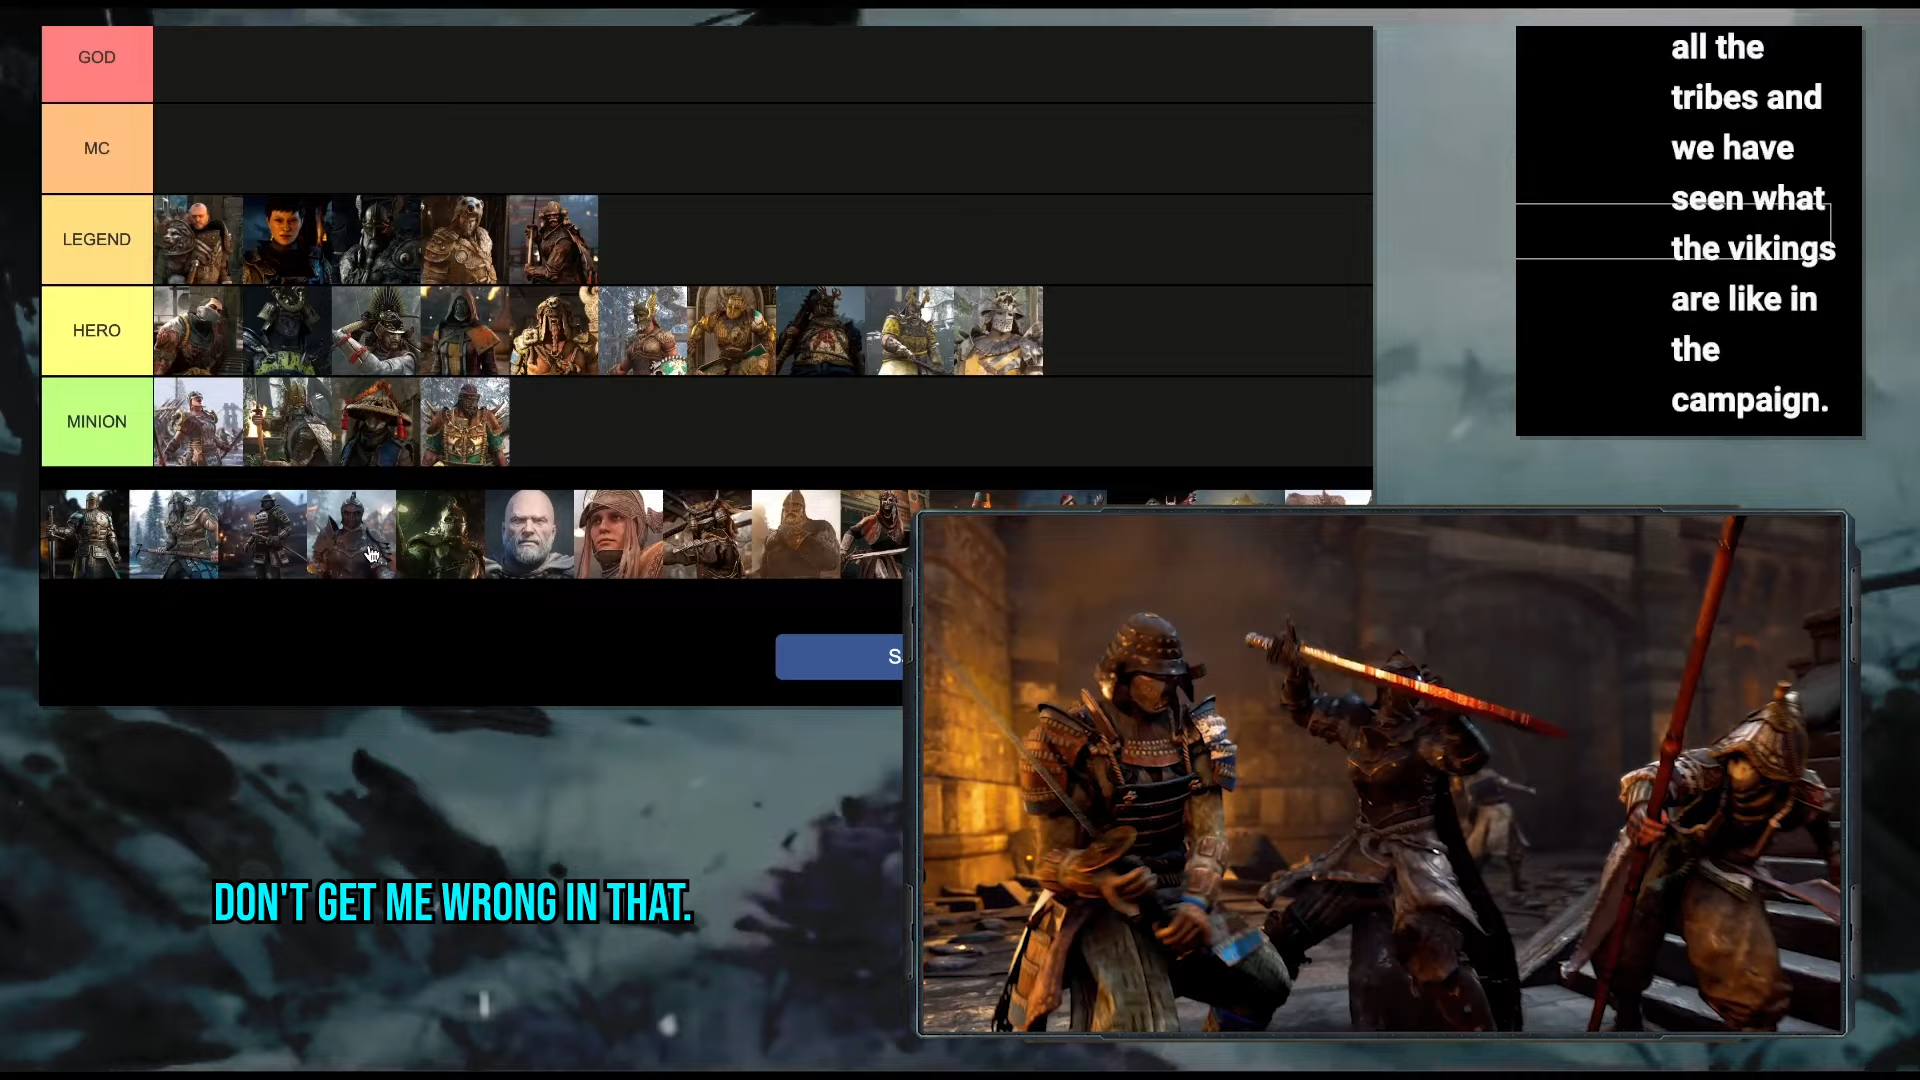 GOD
MC
LEGEND
HERO
MINION
all the
tribes and
we have
seen what
the vikings
are like in
the
campaign.
DON'T GET ME WRONG IN THAT.